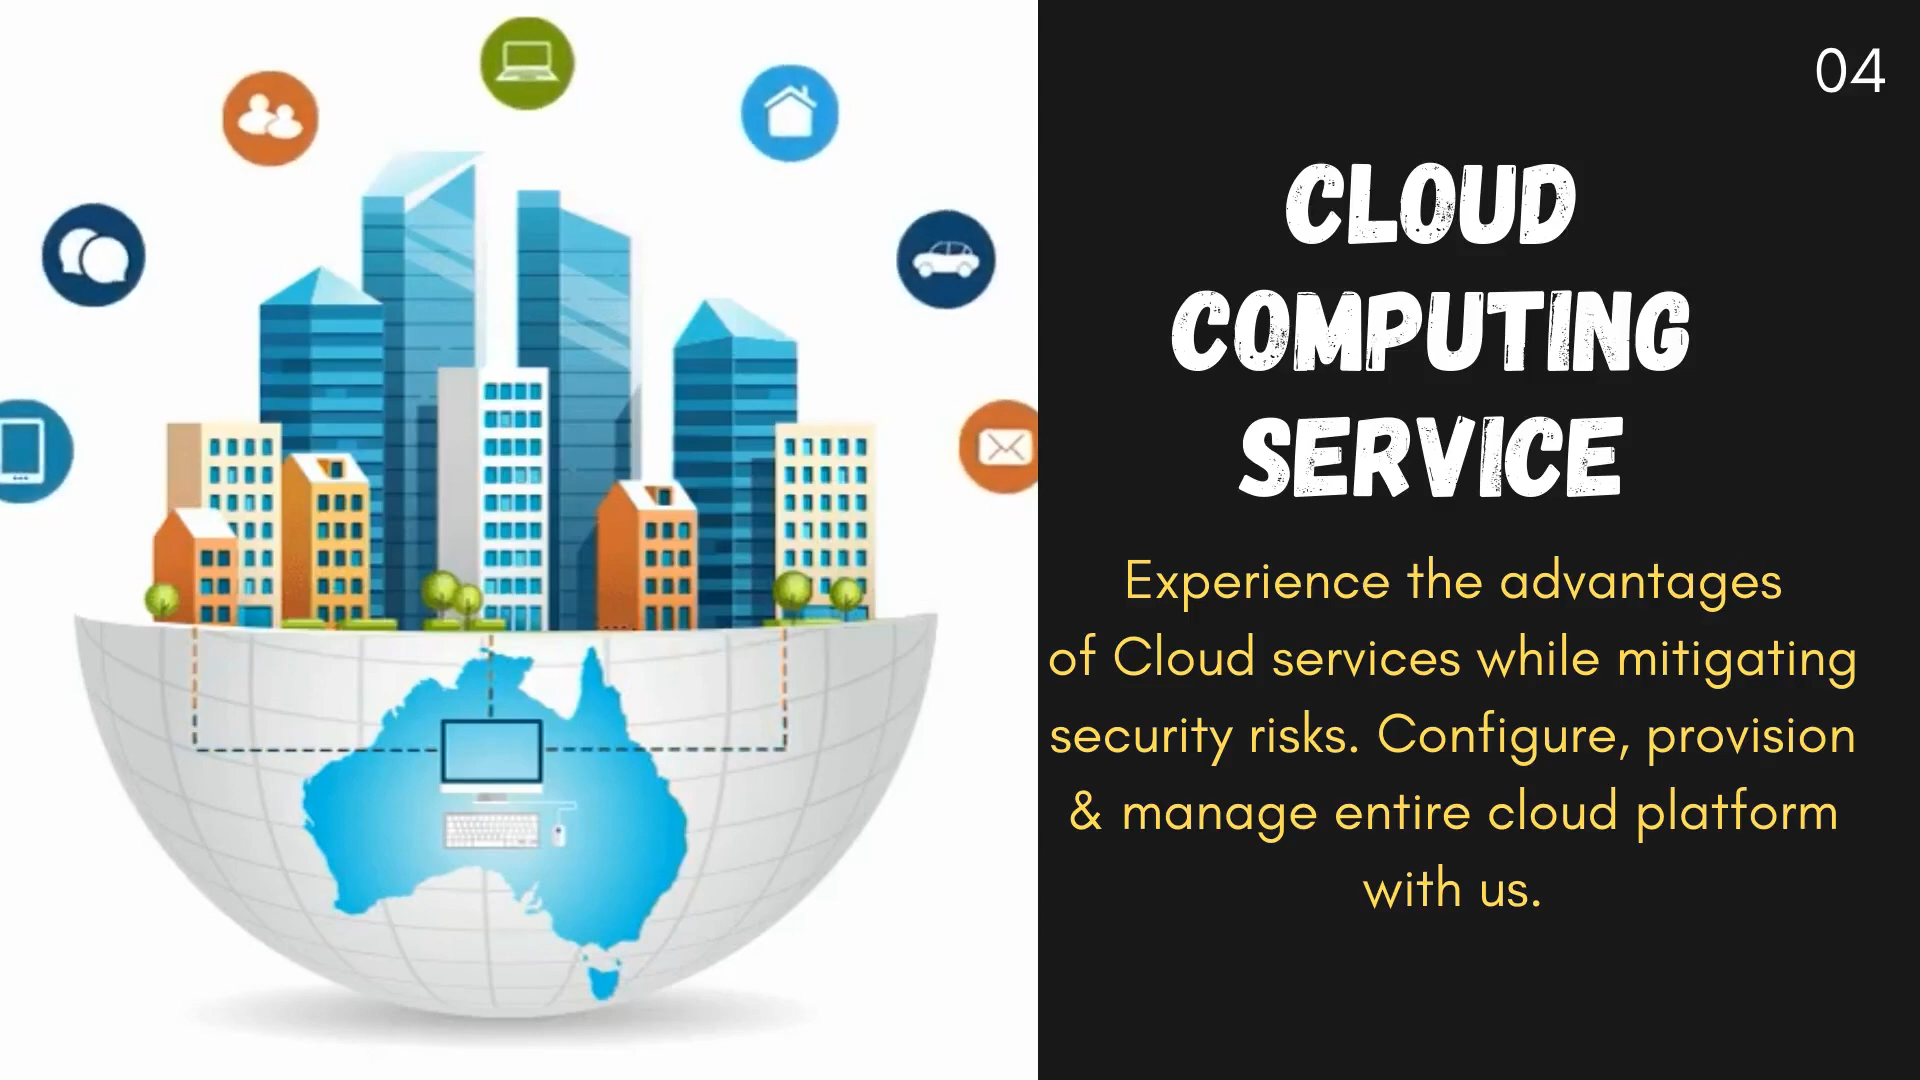 04
CLOUD
COMPUTING
SERVICE
Experience the advantages
of Cloud services while mitigating
security risks. Configure, provision
& manage entire cloud platform
with us.